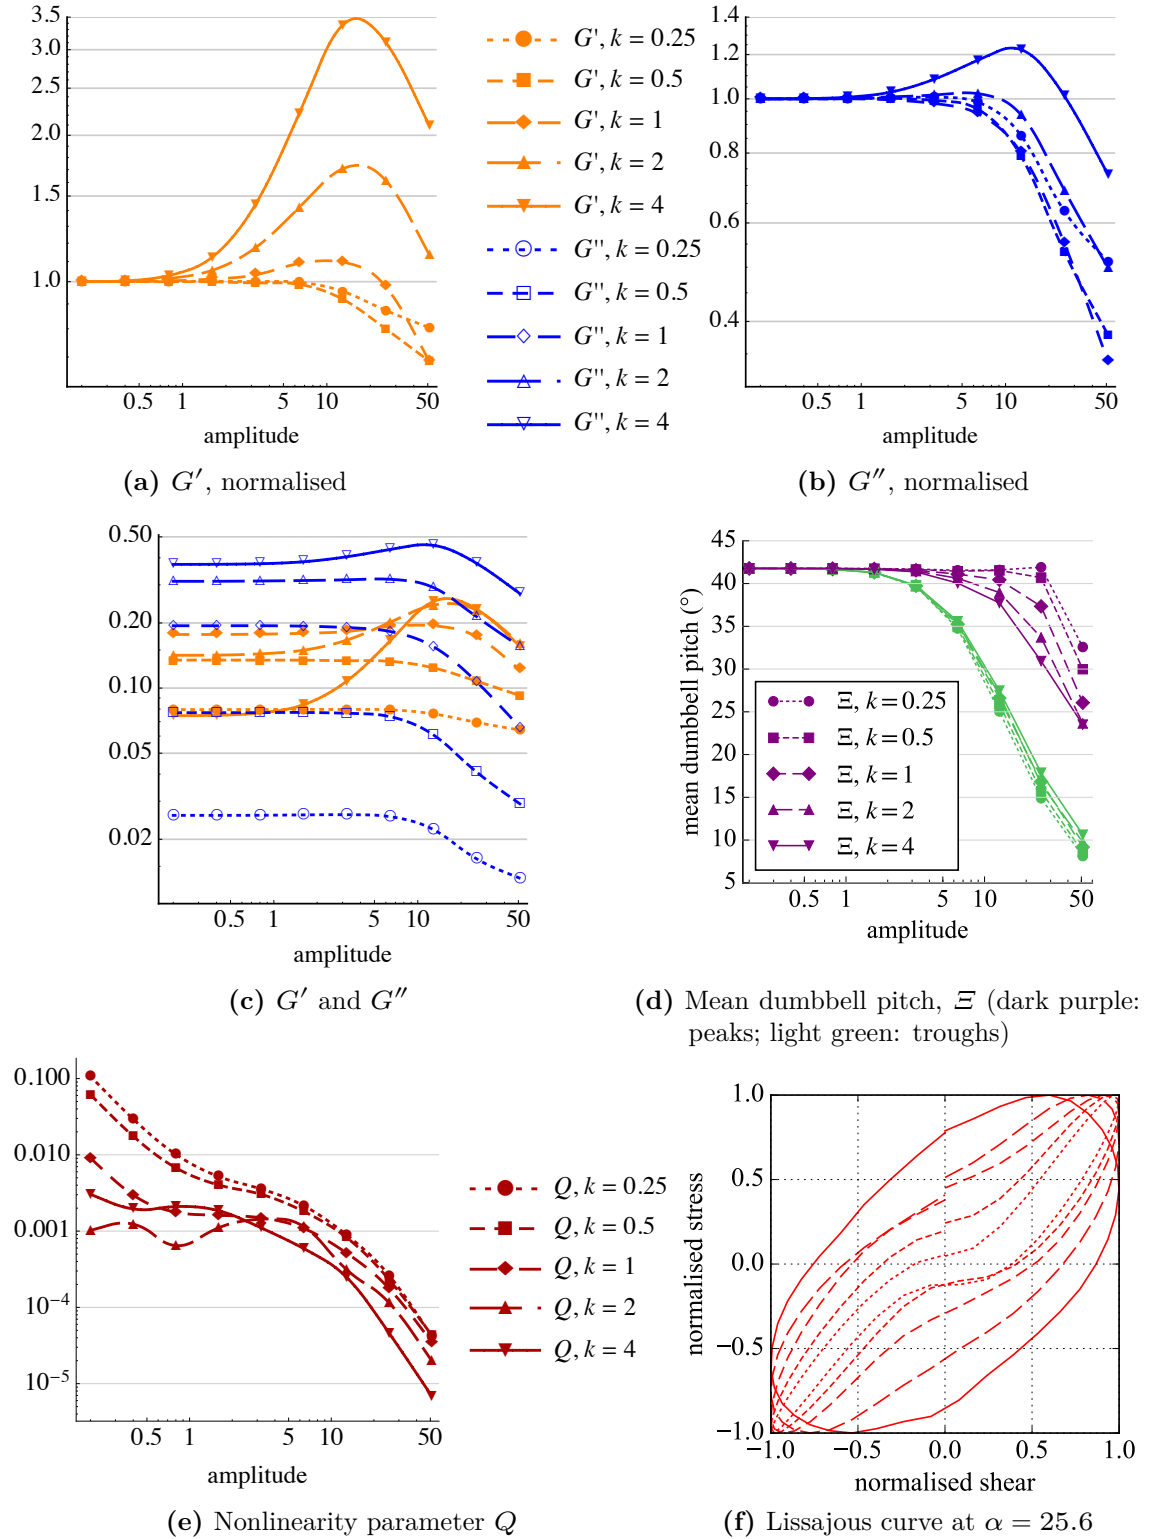 3.5
3.0
2.5
2.0
1.5
1.0
0.5
1
5
10
50
amplitude
(a) G′, normalised
G', k = 0.25
G', k = 0.5
G', k = 1
G', k = 2
G', k = 4
G'', k = 0.25
G'', k = 0.5
G'', k = 1
G'', k = 2
G'', k = 4
1.4
1.2
1.0
0.8
0.6
0.4
0.5
1
5
10
50
amplitude
(b) G″, normalised
0.50
0.20
0.10
0.05
0.02
0.5
1
5
10
50
amplitude
(c) G′ and G″
mean dumbbell pitch (°)
45
40
35
30
25
20
15
10
5
Ξ, k = 0.25
Ξ, k = 0.5
Ξ, k = 1
Ξ, k = 2
Ξ, k = 4
0.5
1
5
10
50
amplitude
(d) Mean dumbbell pitch, Ξ (dark purple:
peaks; light green: troughs)
0.100
0.010
0.001
10⁻⁴
10⁻⁵
0.5
1
5
10
50
amplitude
Q, k = 0.25
Q, k = 0.5
Q, k = 1
Q, k = 2
Q, k = 4
(e) Nonlinearity parameter Q
normalised stress
1.0
0.5
0.0
−0.5
−1.0
−1.0
−0.5
0.0
0.5
1.0
normalised shear
(f) Lissajous curve at α = 25.6